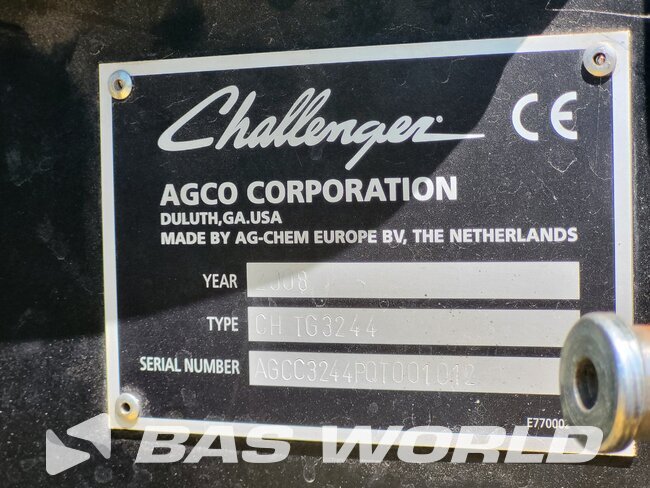 Challenger
CE
AGCO CORPORATION
DULUTH,GA.USA
MADE BY AG-CHEM EUROPE BV, THE NETHERLANDS
YEAR 2008
TYPE CH TG3244
SERIAL NUMBER AGCC3244PQT001012
E77000
BAS WORLD